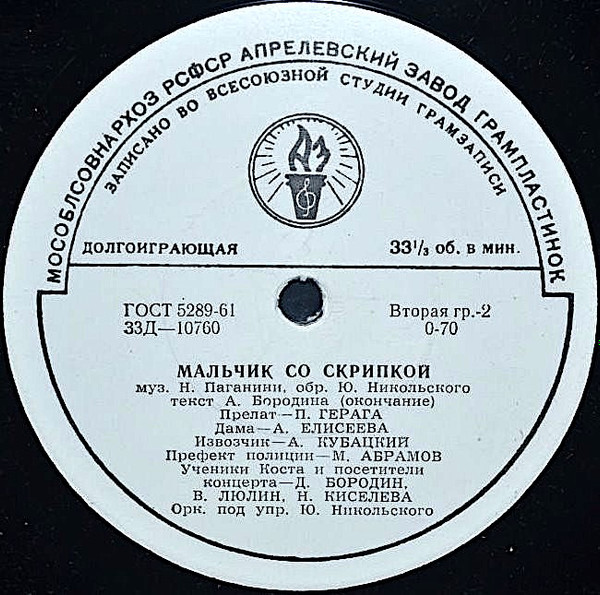 МОСОБЛСОВНАРХОЗ РСФСР АПРЕЛЕВСКИЙ ЗАВОД ГРАМПЛАСТИНОК
ЗАПИСАНО ВО ВСЕСОЮЗНОЙ СТУДИИ ГРАМЗАПИСИ
АЗ
ДОЛГОИГРАЮЩАЯ 33⅓ об. в мин.
ГОСТ 5289-61 Вторая гр.-2
33Д—10760 0-70
МАЛЬЧИК СО СКРИПКОЙ
муз. Н. Паганини, обр. Ю. Никольского
текст А. Бородина (окончание)
Прелат—П. ГЕРАГА
Дама—А. ЕЛИСЕЕВА
Извозчик—А. КУБАЦКИЙ
Префект полиции—М. АБРАМОВ
Ученики Коста и посетители
концерта—Д. БОРОДИН,
В. ЛЮЛИН, Н. КИСЕЛЕВА
Орк. под упр. Ю. Никольского